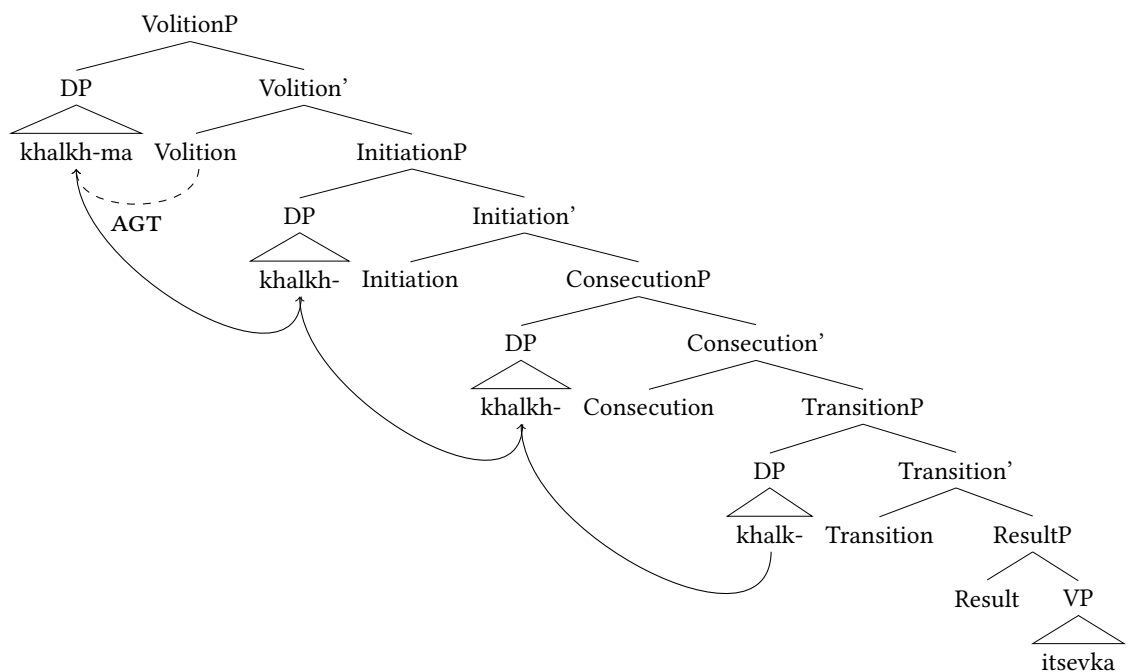 VolitionP
DP Volition’
khalkh-ma Volition InitiationP
AGT DP Initiation’
khalkh- Initiation ConsecutionP
DP Consecution’
khalkh- Consecution TransitionP
DP Transition’
khalk- Transition ResultP
Result VP
itsevka